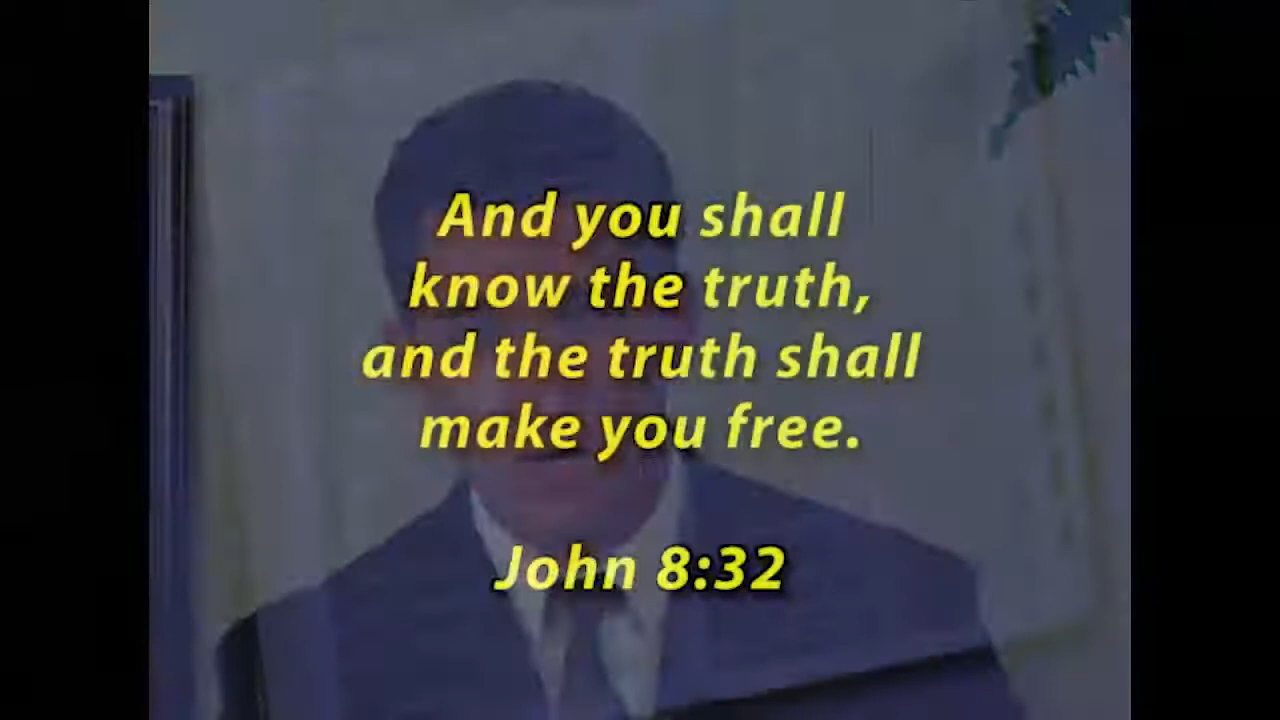 And you shall
know the truth,
and the truth shall
make you free.
John 8:32